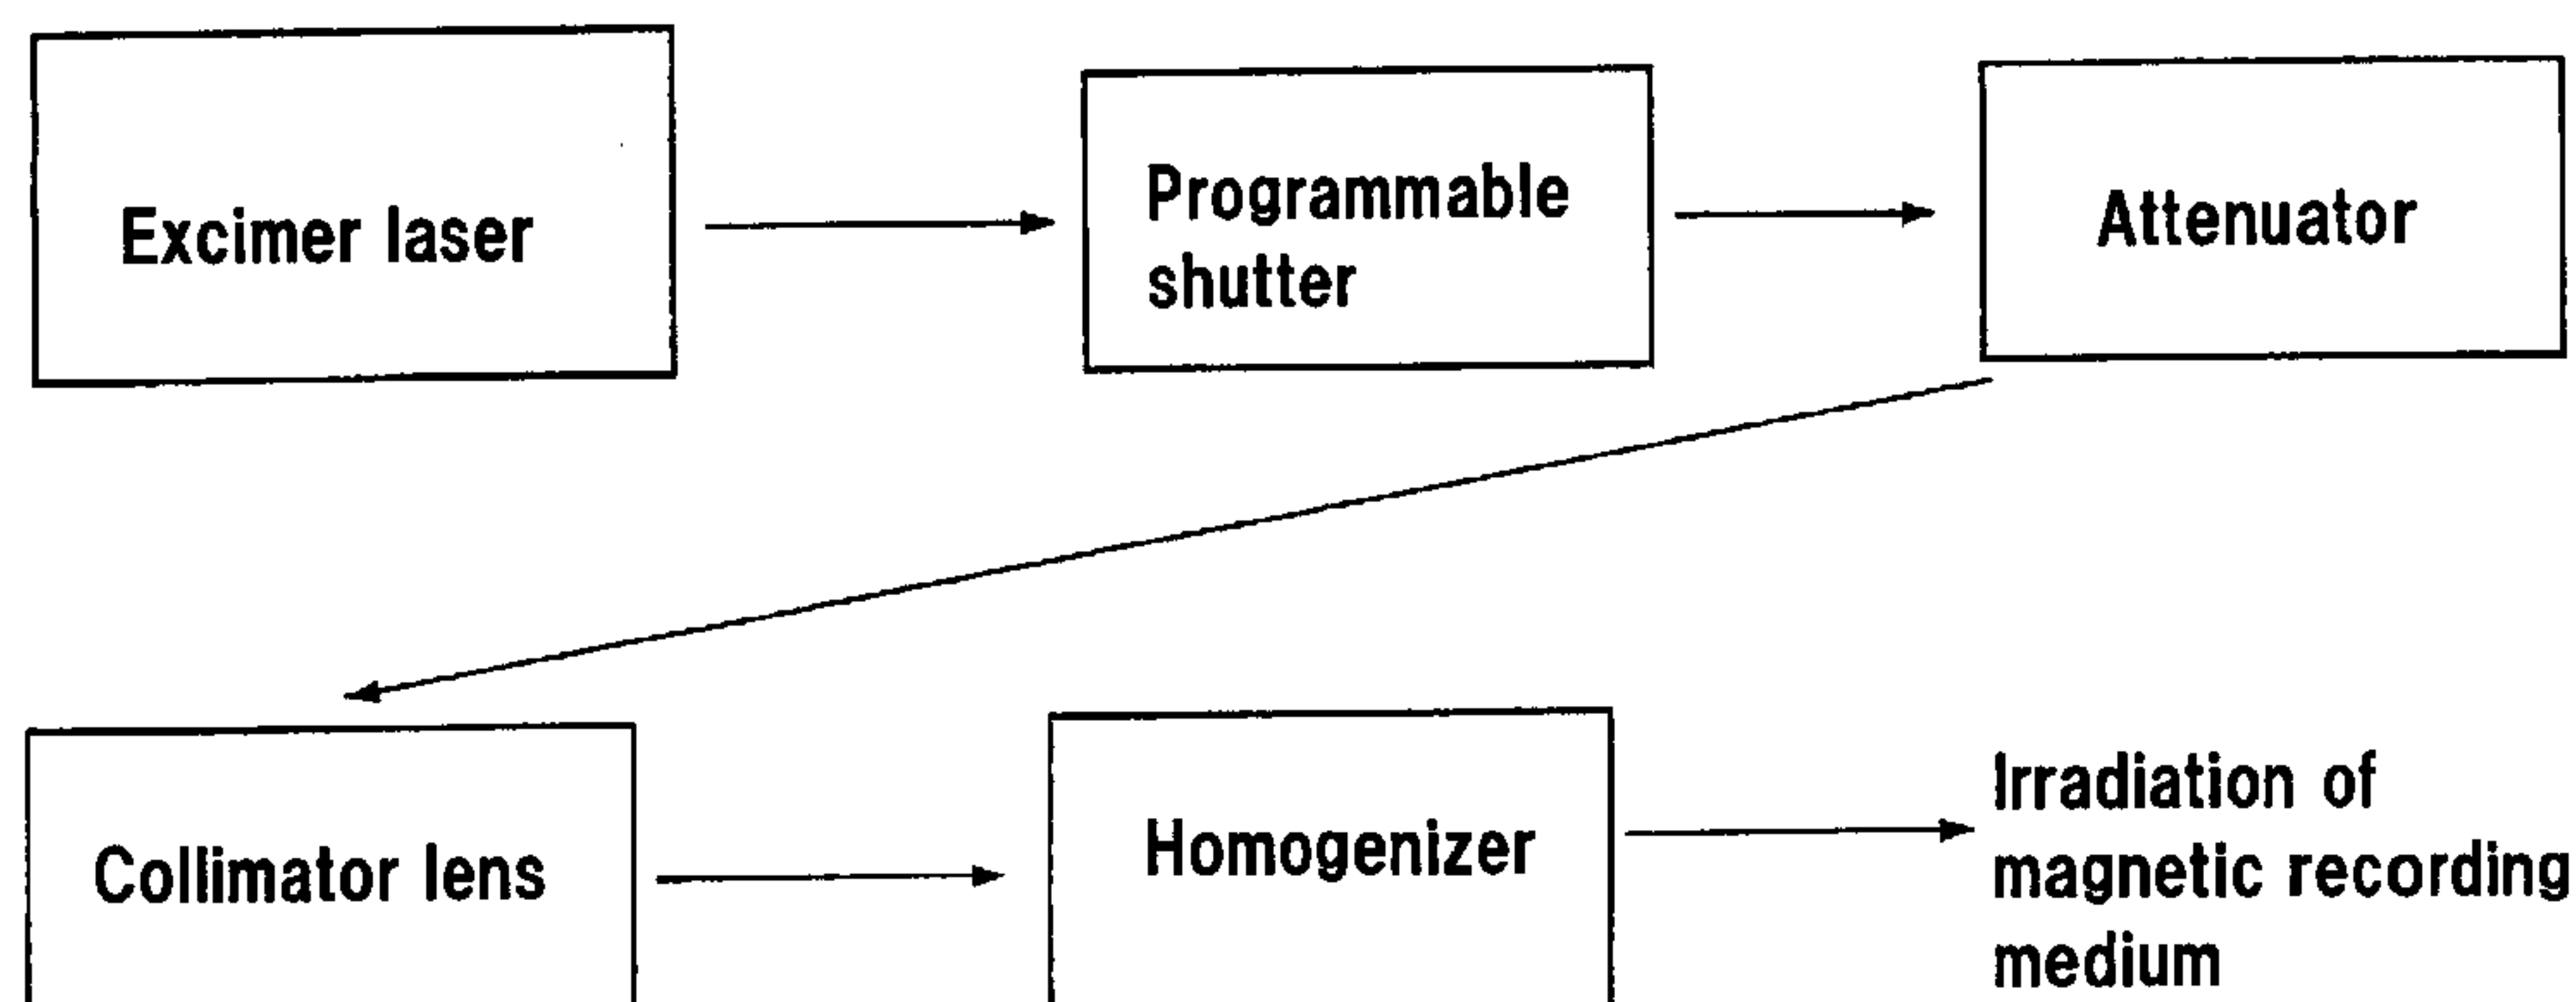 Excimer laser
Programmable
shutter
Attenuator
Collimator lens
Homogenizer
Irradiation of
magnetic recording
medium